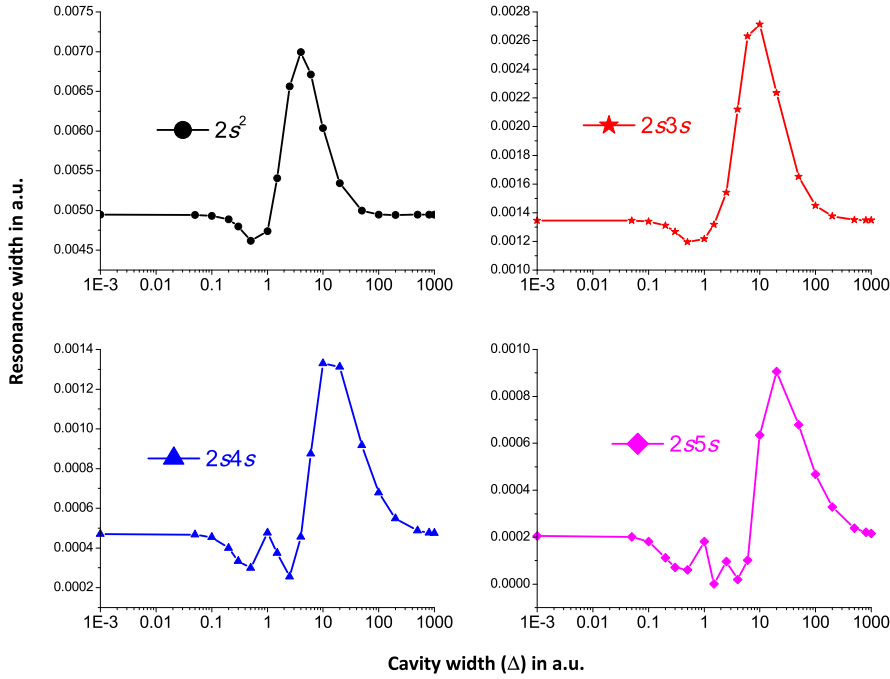 Resonance width in a.u.
0.0070
0.0065
0.0060
0.0055
0.0050
0.0045
2s²
1E-3 0.01 0.1 1 10 100 1000
0.0028
0.0026
0.0024
0.0022
0.0020
0.0018
0.0016
0.0014
0.0012
0.0010
2s3s
1E-3 0.01 0.1 1 10 100 1000
0.0014
0.0012
0.0010
0.0008
0.0006
0.0004
0.0002
2s4s
1E-3 0.01 0.1 1 10 100 1000
0.0010
0.0008
0.0006
0.0004
0.0002
0.0000
2s5s
1E-3 0.01 0.1 1 10 100 1000
Cavity width (Δ) in a.u.